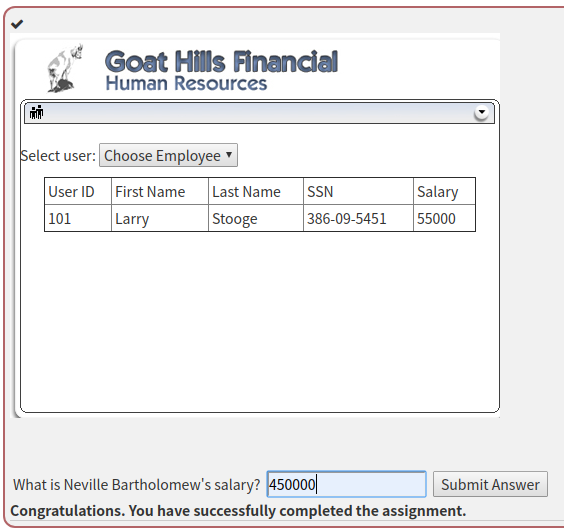 Goat Hills Financial
Human Resources
Select user: Choose Employee
User ID First Name Last Name SSN Salary
101 Larry Stooge 386-09-5451 55000
What is Neville Bartholomew's salary? 450000 Submit Answer
Congratulations. You have successfully completed the assignment.